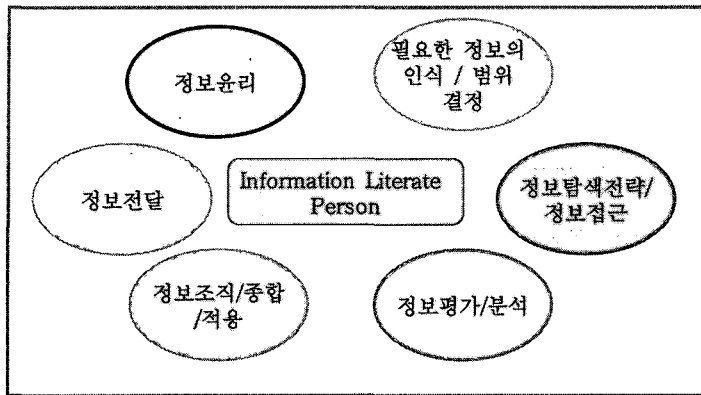 정보윤리
필요한 정보의
인식 / 범위
결정
정보전달
Information Literate
Person
정보탐색전략/
정보접근
정보조직/종합
/적용
정보평가/분석